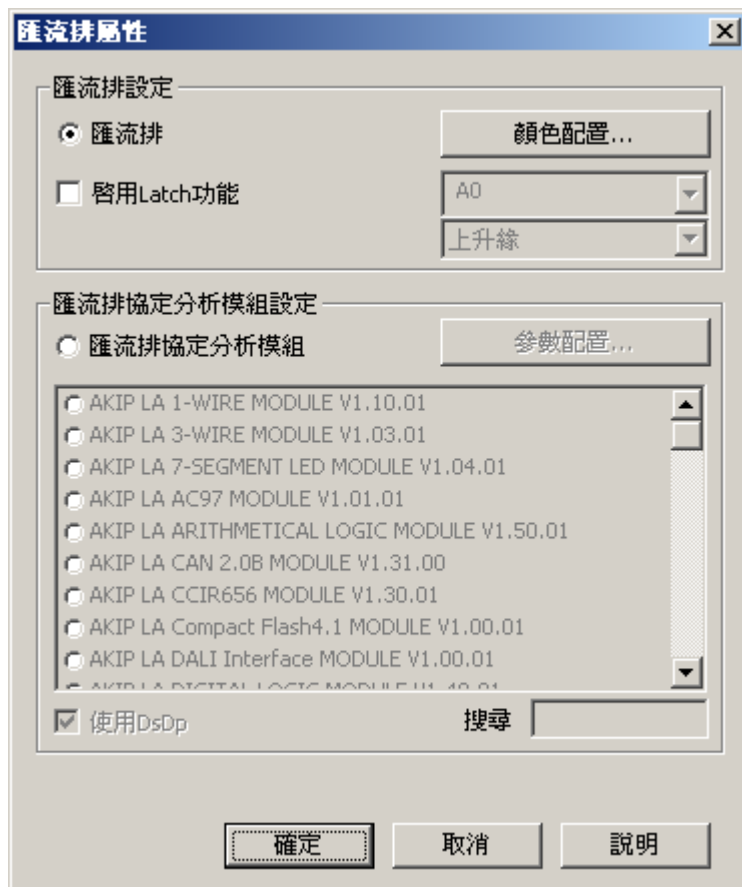 匯流排屬性
匯流排設定
匯流排
顏色配置...
啓用Latch功能
A0
上升緣
匯流排協定分析模組設定
匯流排協定分析模組
參數配置...
AKIP LA 1-WIRE MODULE V1.10.01
AKIP LA 3-WIRE MODULE V1.03.01
AKIP LA 7-SEGMENT LED MODULE V1.04.01
AKIP LA AC97 MODULE V1.01.01
AKIP LA ARITHMETICAL LOGIC MODULE V1.50.01
AKIP LA CAN 2.0B MODULE V1.31.00
AKIP LA CCIR656 MODULE V1.30.01
AKIP LA Compact Flash4.1 MODULE V1.00.01
AKIP LA DALI Interface MODULE V1.00.01
AKIP LA DIGITAL LOGIC MODULE
使用DsDp
搜尋
確定
取消
說明